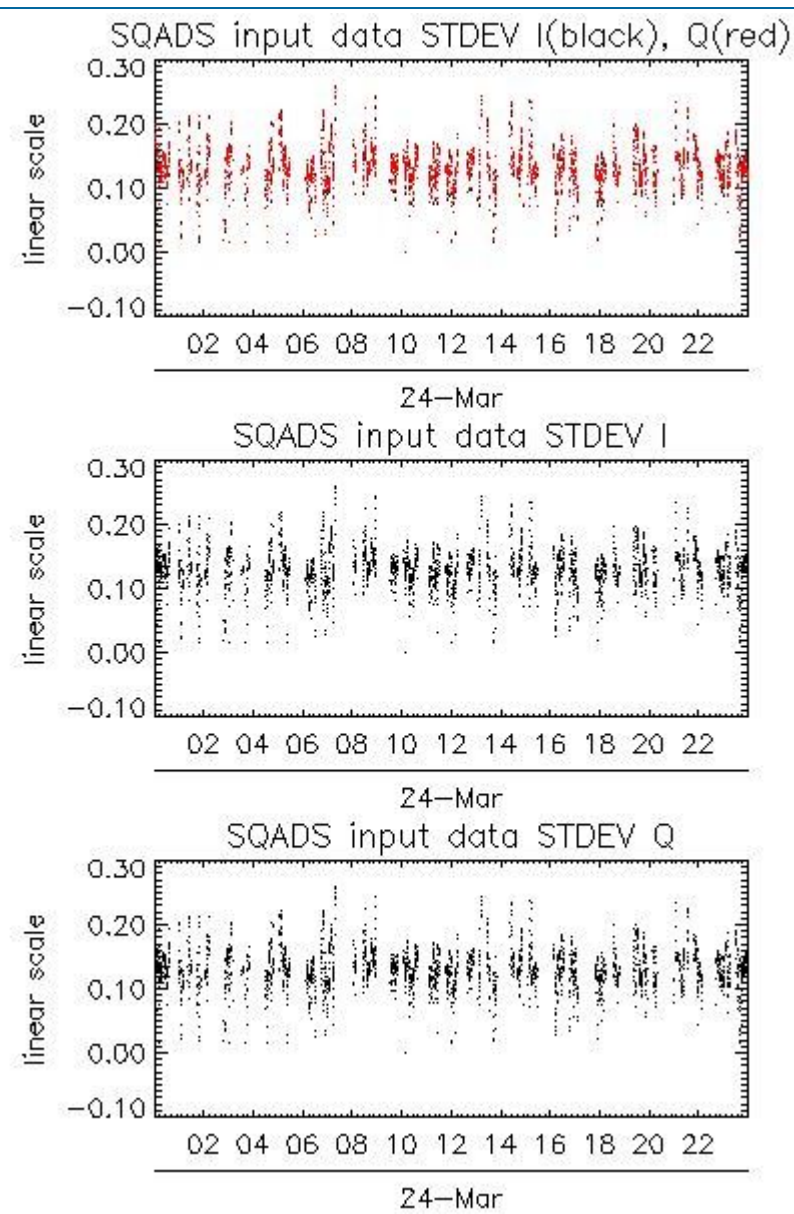 SQADS input data STDEV I(black), Q(red)
0.30
0.20
0.10
0.00
−0.10
linear scale
02 04 06 08 10 12 14 16 18 20 22
24−Mar
SQADS input data STDEV I
0.30
0.20
0.10
0.00
−0.10
linear scale
02 04 06 08 10 12 14 16 18 20 22
24−Mar
SQADS input data STDEV Q
0.30
0.20
0.10
0.00
−0.10
linear scale
02 04 06 08 10 12 14 16 18 20 22
24−Mar